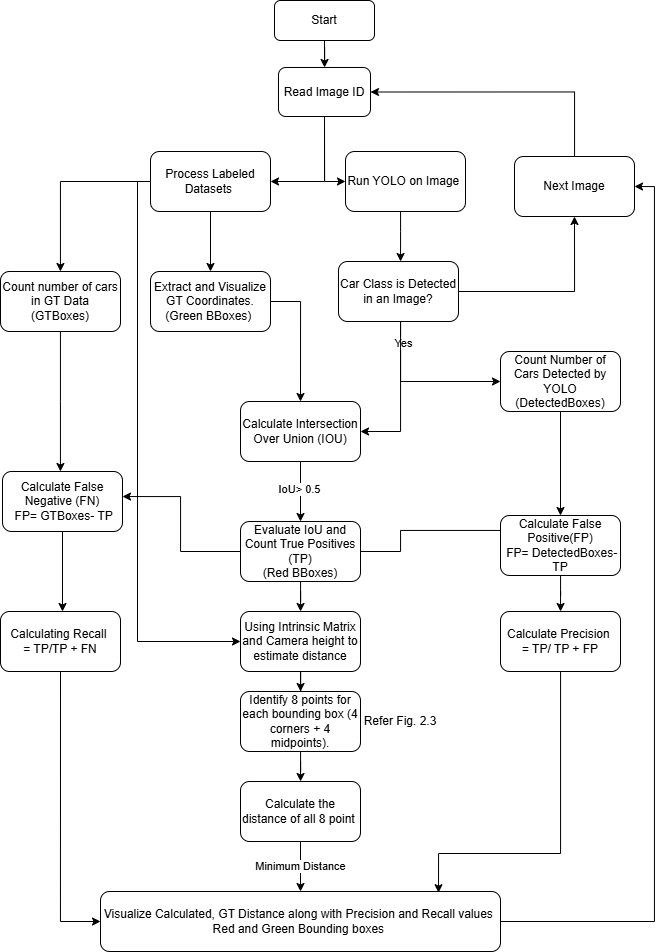 Start
Read Image ID
Process Labeled
Datasets
Run YOLO on Image
Next Image
Count number of cars
in GT Data
(GTBoxes)
Extract and Visualize
GT Coordinates.
(Green BBoxes)
Car Class is Detected
in an Image?
Yes
Count Number of
Cars Detected by
YOLO
(DetectedBoxes)
Calculate Intersection
Over Union (IOU)
IoU> 0.5
Calculate False
Negative (FN)
FP= GTBoxes- TP
Evaluate IoU and
Count True Positives
(TP)
(Red BBoxes)
Calculate False
Positive(FP)
FP= DetectedBoxes-
TP
Calculating Recall
= TP/TP + FN
Using Intrinsic Matrix
and Camera height to
estimate distance
Calculate Precision
= TP/ TP + FP
Identify 8 points for
each bounding box (4
corners + 4
midpoints).
Refer Fig. 2.3
Calculate the
distance of all 8 point
Minimum Distance
Visualize Calculated, GT Distance along with Precision and Recall values
Red and Green Bounding boxes